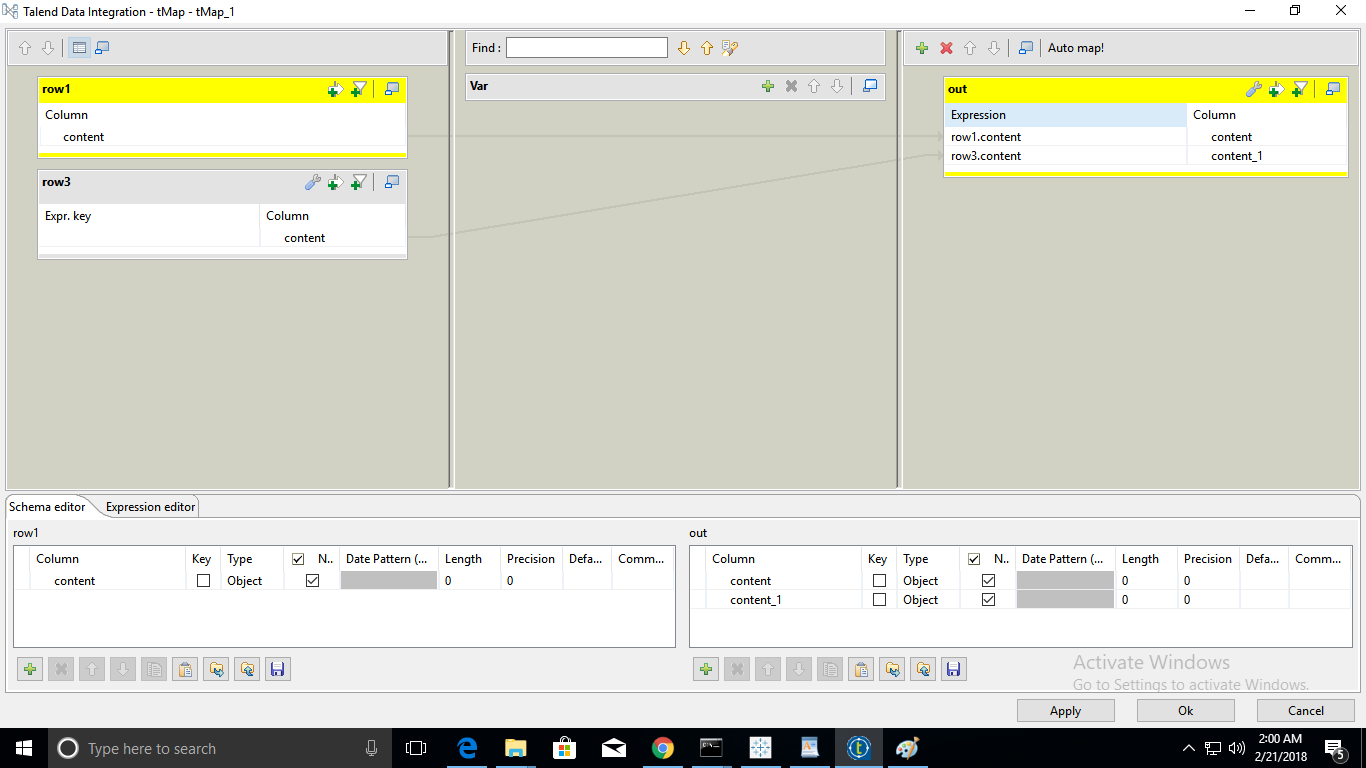 Talend Data Integration - tMap - tMap_1
Find :
Auto map!
row1
Column
content
row3
Expr. key Column
content
Var
out
Expression Column
row1.content content
row3.content content_1
Schema editor Expression editor
row1
Column Key Type N.. Date Pattern (... Length Precision Defa... Comm...
content Object 0 0
out
Column Key Type N.. Date Pattern (... Length Precision Defa... Comm...
content Object 0 0
content_1 Object 0 0
Activate Windows
Go to Settings to activate Windows.
Apply Ok Cancel
Type here to search
2:00 AM
2/21/2018
5